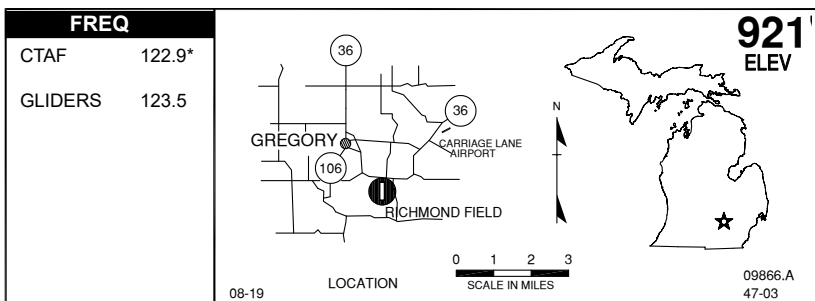 FREQ
CTAF 122.9*
GLIDERS 123.5
36
36
GREGORY
CARRIAGE LANE
AIRPORT
106
RICHMOND FIELD
N
921'
ELEV
0 1 2 3
SCALE IN MILES
LOCATION
08-19
09866.A
47-03